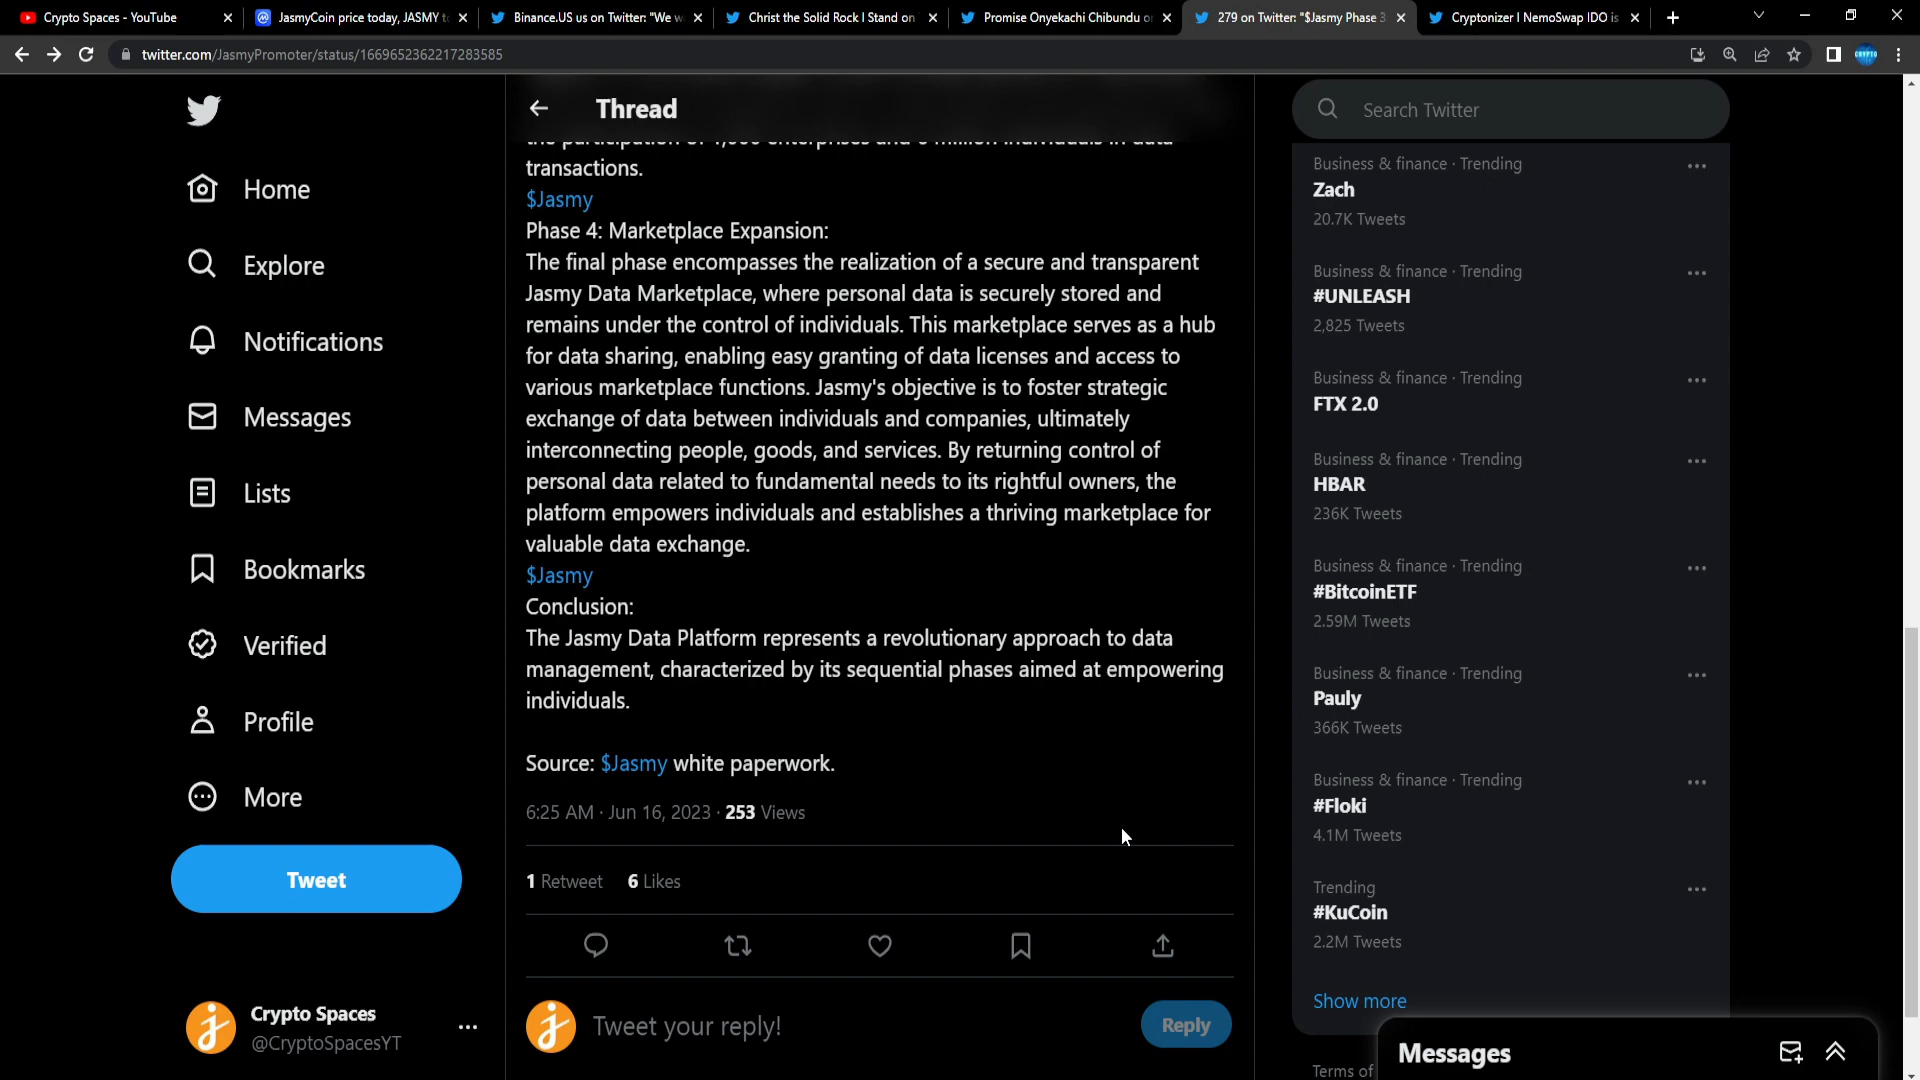 Crypto Spaces - YouTube
JasmyCoin price today, JASMY t
Binance.US us on Twitter: "We w
Christ the Solid Rock I Stand on
Promise Onyekachi Chibundu o
279 on Twitter: "$Jasmy Phase 3
Cryptonizer I NemoSwap IDO is
twitter.com/JasmyPromoter/status/1669652362217283585
Home
Explore
Notifications
Messages
Lists
Bookmarks
Verified
Profile
More
Tweet
Crypto Spaces
@CryptoSpacesYT
Thread
transactions.
$Jasmy
Phase 4: Marketplace Expansion:
The final phase encompasses the realization of a secure and transparent
Jasmy Data Marketplace, where personal data is securely stored and
remains under the control of individuals. This marketplace serves as a hub
for data sharing, enabling easy granting of data licenses and access to
various marketplace functions. Jasmy's objective is to foster strategic
exchange of data between individuals and companies, ultimately
interconnecting people, goods, and services. By returning control of
personal data related to fundamental needs to its rightful owners, the
platform empowers individuals and establishes a thriving marketplace for
valuable data exchange.
$Jasmy
Conclusion:
The Jasmy Data Platform represents a revolutionary approach to data
management, characterized by its sequential phases aimed at empowering
individuals.
Source: $Jasmy white paperwork.
6:25 AM · Jun 16, 2023 · 253 Views
1 Retweet 6 Likes
Tweet your reply!
Reply
Search Twitter
Business & finance · Trending
Zach
20.7K Tweets
Business & finance · Trending
#UNLEASH
2,825 Tweets
Business & finance · Trending
FTX 2.0
Business & finance · Trending
HBAR
236K Tweets
Business & finance · Trending
#BitcoinETF
2.59M Tweets
Business & finance · Trending
Pauly
366K Tweets
Business & finance · Trending
#Floki
4.1M Tweets
Trending
#KuCoin
2.2M Tweets
Show more
Terms of
Messages